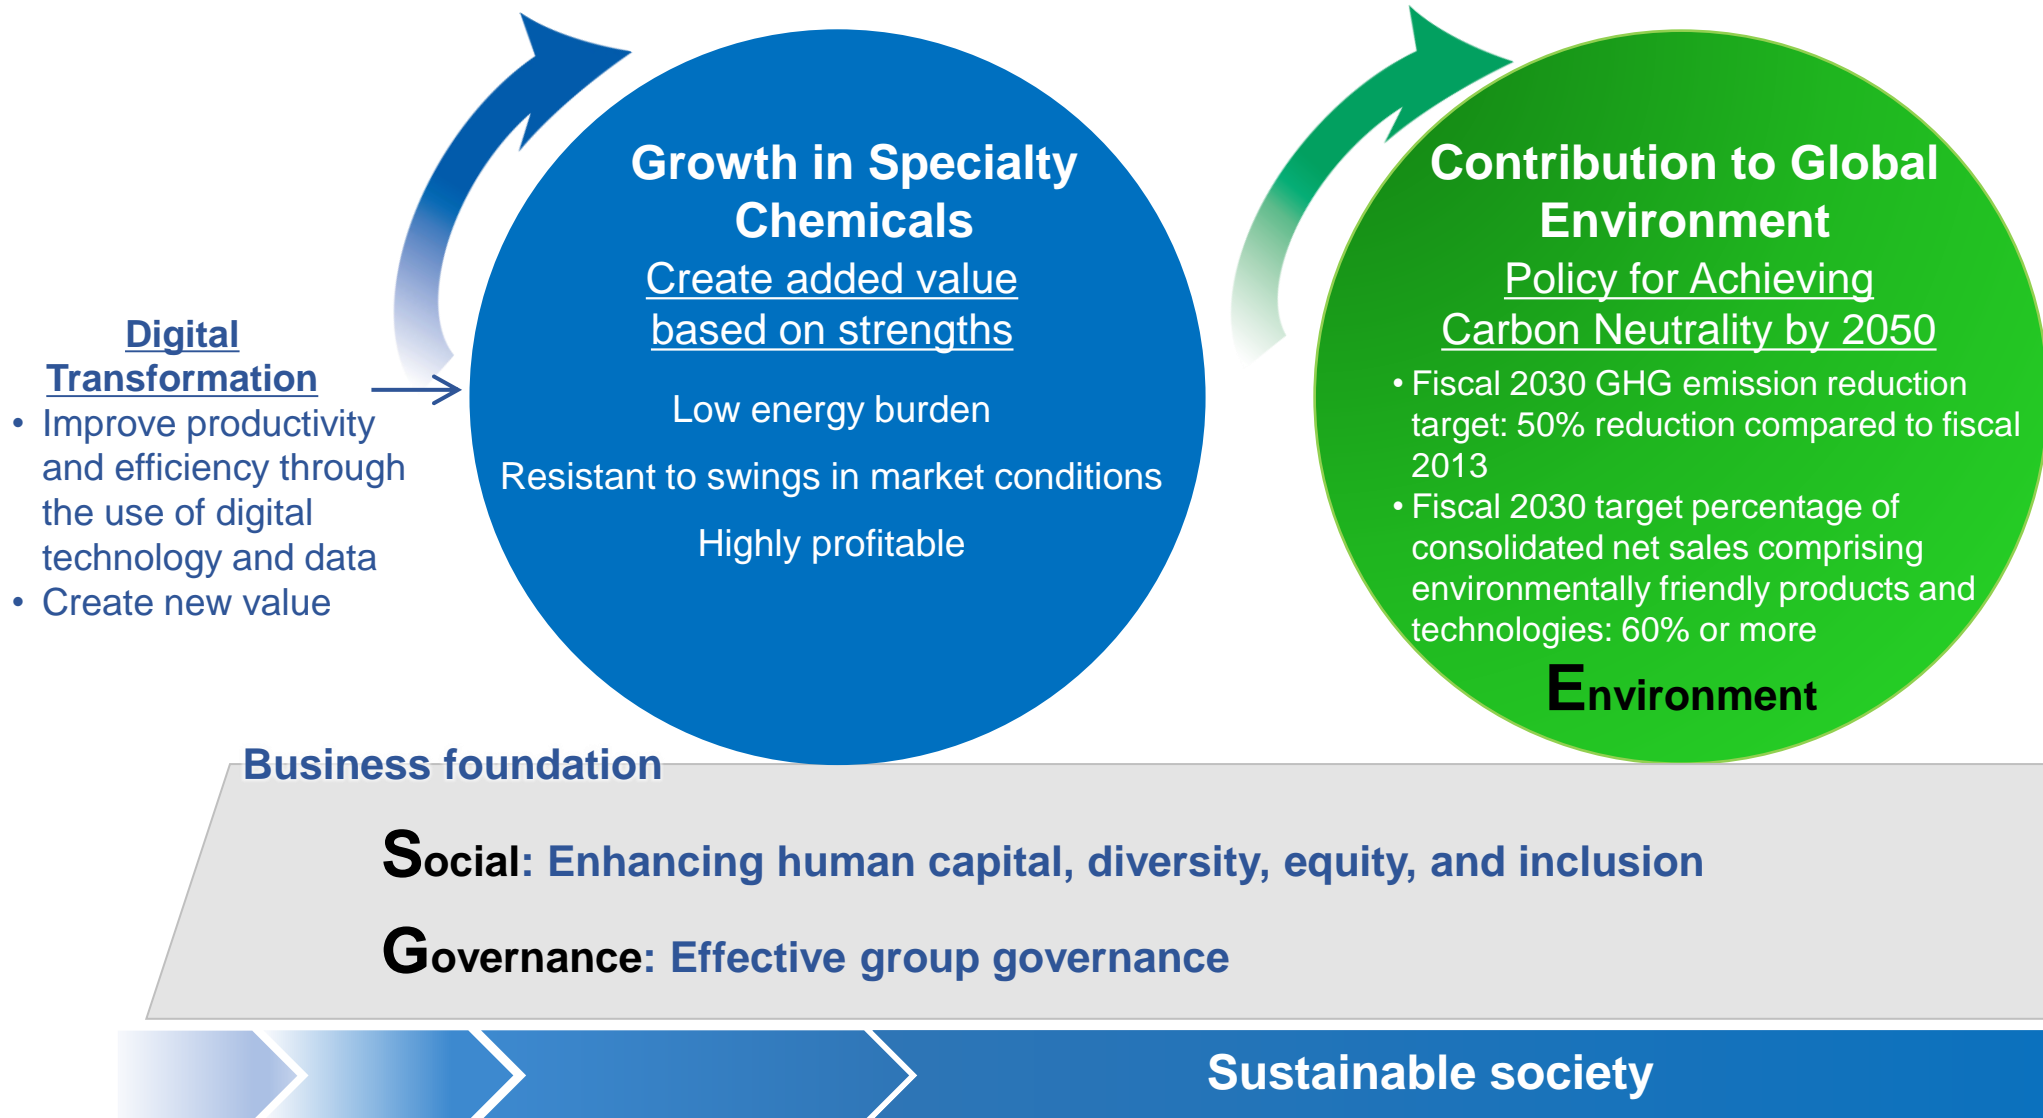 Digital
Transformation
• Improve productivity
and efficiency through
the use of digital
technology and data
• Create new value
Growth in Specialty
Chemicals
Create added value
based on strengths
Low energy burden
Resistant to swings in market conditions
Highly profitable
Contribution to Global
Environment
Policy for Achieving
Carbon Neutrality by 2050
• Fiscal 2030 GHG emission reduction
target: 50% reduction compared to fiscal
2013
• Fiscal 2030 target percentage of
consolidated net sales comprising
environmentally friendly products and
technologies: 60% or more
Environment
Business foundation
Social: Enhancing human capital, diversity, equity, and inclusion
Governance: Effective group governance
Sustainable society